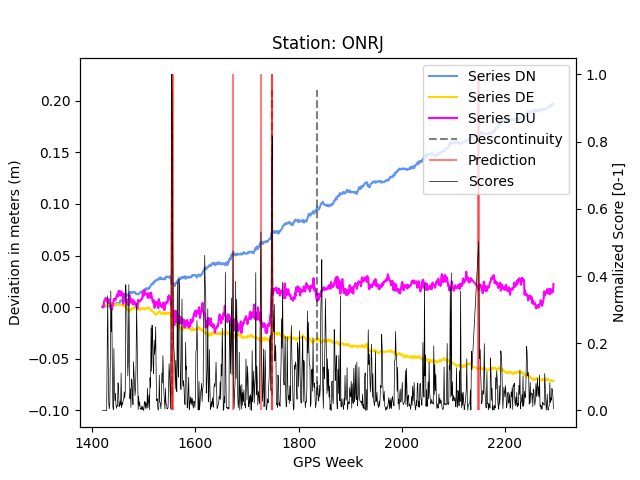 Station: ONRJ
Series DN
Series DE
Series DU
Descontinuity
Prediction
Scores
Deviation in meters (m)
0.20
0.15
0.10
0.05
0.00
−0.05
−0.10
1.0
0.8
0.6
0.4
0.2
0.0
Normalized Score [0-1]
1400 1600 1800 2000 2200
GPS Week